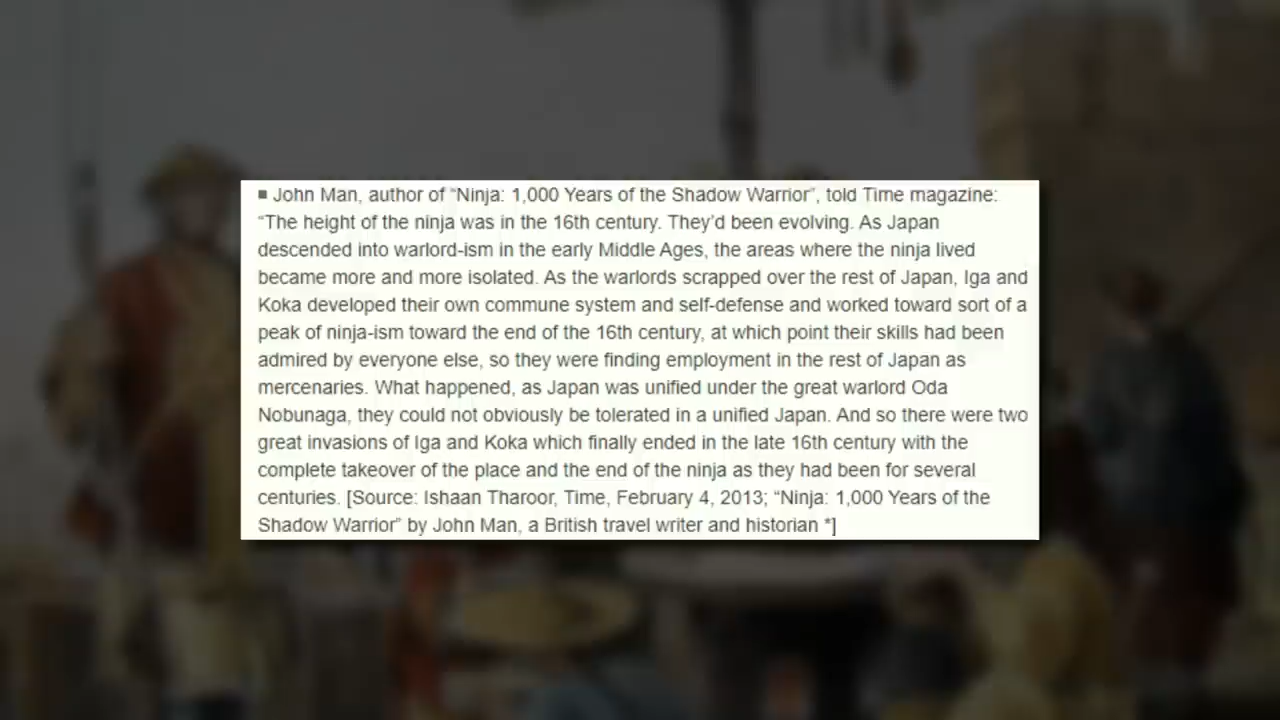 ■ John Man, author of “Ninja: 1,000 Years of the Shadow Warrior”, told Time magazine:
“The height of the ninja was in the 16th century. They’d been evolving. As Japan
descended into warlord-ism in the early Middle Ages, the areas where the ninja lived
became more and more isolated. As the warlords scrapped over the rest of Japan, Iga and
Koka developed their own commune system and self-defense and worked toward sort of a
peak of ninja-ism toward the end of the 16th century, at which point their skills had been
admired by everyone else, so they were finding employment in the rest of Japan as
mercenaries. What happened, as Japan was unified under the great warlord Oda
Nobunaga, they could not obviously be tolerated in a unified Japan. And so there were two
great invasions of Iga and Koka which finally ended in the late 16th century with the
complete takeover of the place and the end of the ninja as they had been for several
centuries. [Source: Ishaan Tharoor, Time, February 4, 2013; “Ninja: 1,000 Years of the
Shadow Warrior” by John Man, a British travel writer and historian *]